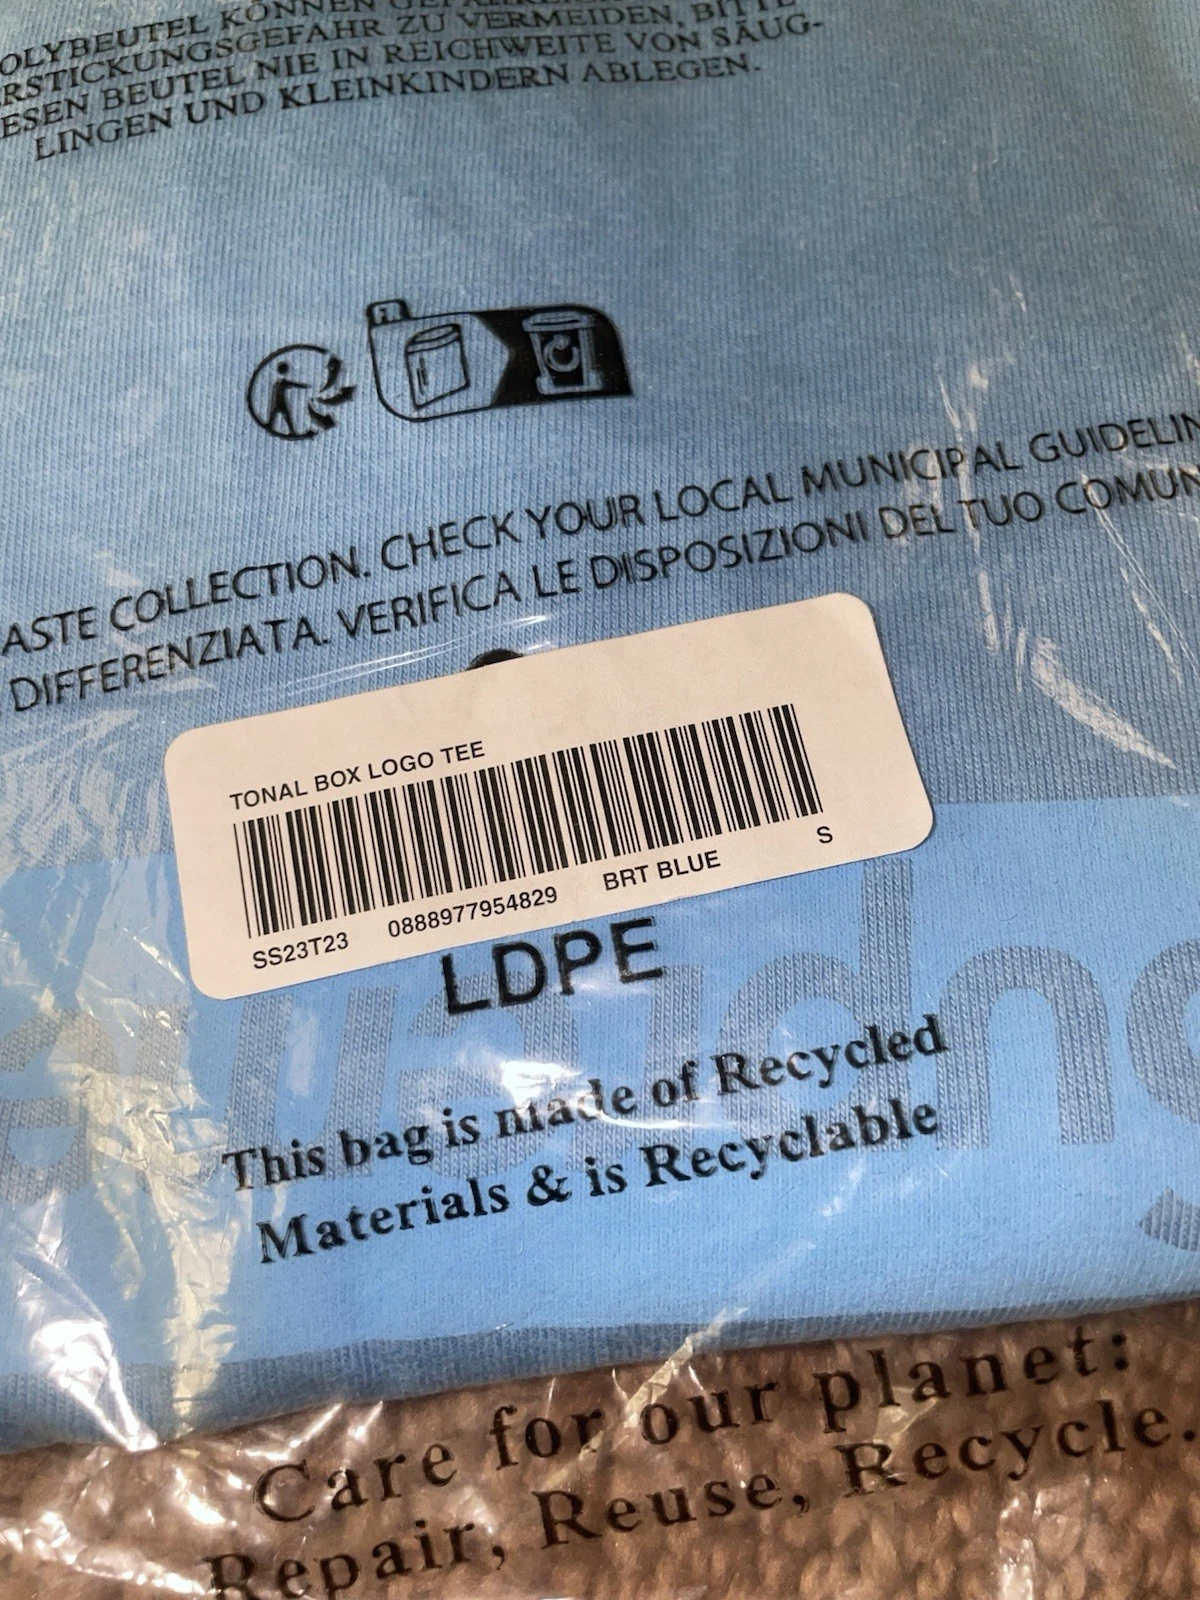 POLYBEUTEL KÖNNEN
ERSTICKUNGSGEFAHR ZU VERMEIDEN, BITTE
ESEN BEUTEL NIE IN REICHWEITE VON SÄUG-
LINGEN UND KLEINKINDERN ABLEGEN.
FR
ASTE COLLECTION. CHECK YOUR LOCAL MUNICIPAL GUIDELIN
DIFFERENZIATA. VERIFICA LE DISPOSIZIONI DEL TUO COMUN
TONAL BOX LOGO TEE
S
SS23T23 0888977954829 BRT BLUE
LDPE
This bag is made of Recycled
Materials & is Recyclable
Care for our planet:
Repair, Reuse, Recycle.